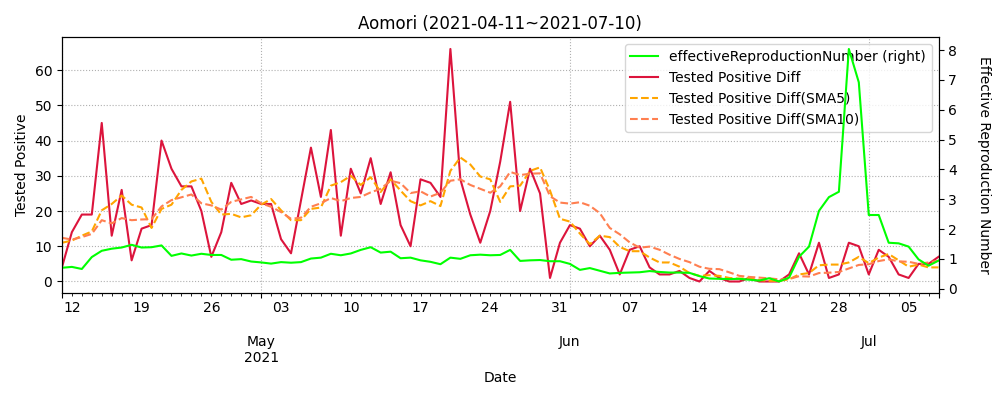 Aomori (2021-04-11~2021-07-10)
effectiveReproductionNumber (right)
Tested Positive Diff
Tested Positive Diff(SMA5)
Tested Positive Diff(SMA10)
Tested Positive
60
50
40
30
20
10
0
Effective Reproduction Number
8
7
6
5
4
3
2
1
0
12 19 26 03 10 17 24 07 14 21 28 05
May Jun Jul
2021
Date